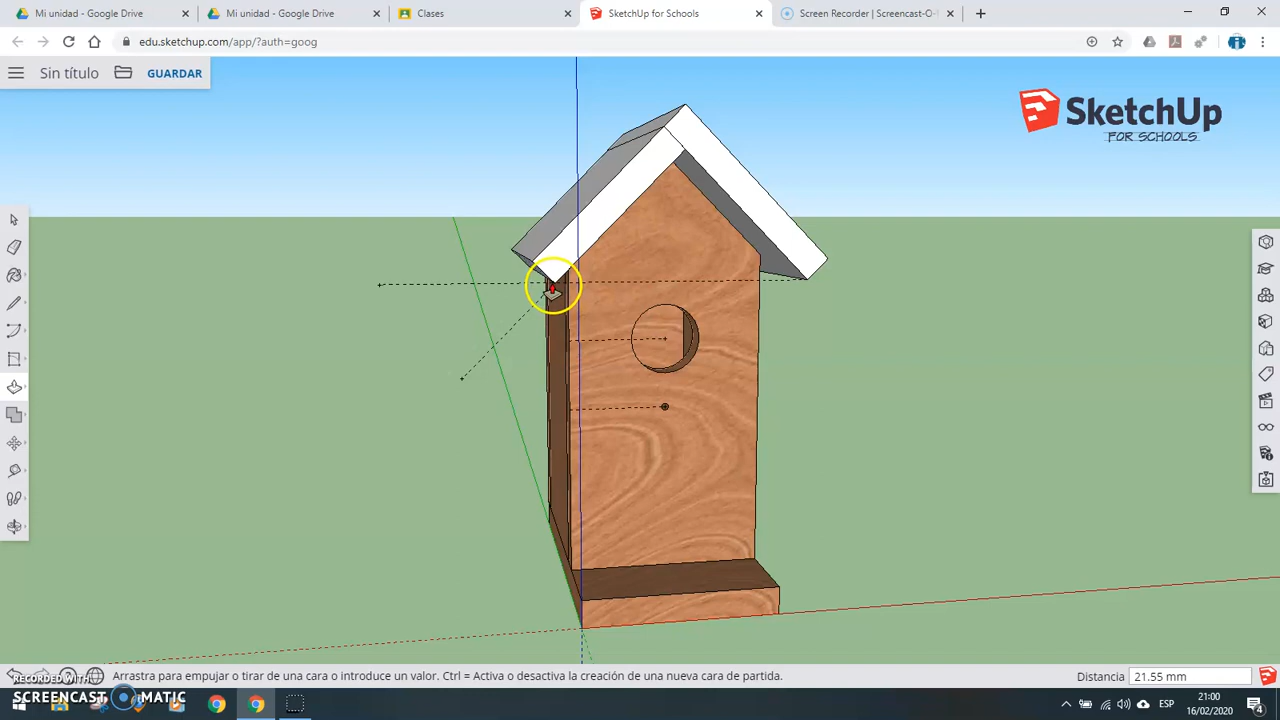 Mi unidad - Google Drive
Mi unidad - Google Drive
Clases
SketchUp for Schools
Screen Recorder | Screencast-O-
edu.sketchup.com/app/?auth=goog
Sin título
GUARDAR
SketchUp
FOR SCHOOLS
Arrastra para empujar o tirar de una cara o introduce un valor. Ctrl = Activa o desactiva la creación de una nueva cara de partida.
Distancia
21.55 mm
RECORDED WITH
SCREENCAST
MATIC
ESP
21:00
16/02/2020
4